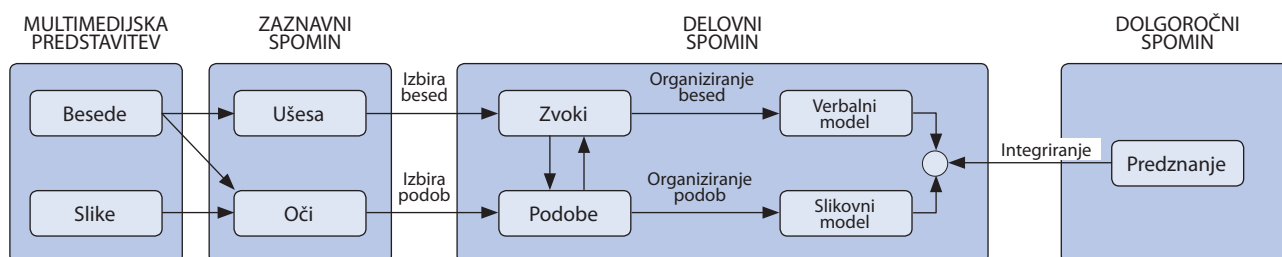 MULTIMEDIJSKA
PREDSTAVITEV
ZAZNAVNI
SPOMIN
DELOVNI
SPOMIN
DOLGOROČNI
SPOMIN
Besede
Ušesa
Izbira
besed
Zvoki
Organiziranje
besed
Verbalni
model
Integriranje
Predznanje
Slike
Oči
Izbira
podob
Podobe
Organiziranje
podob
Slikovni
model